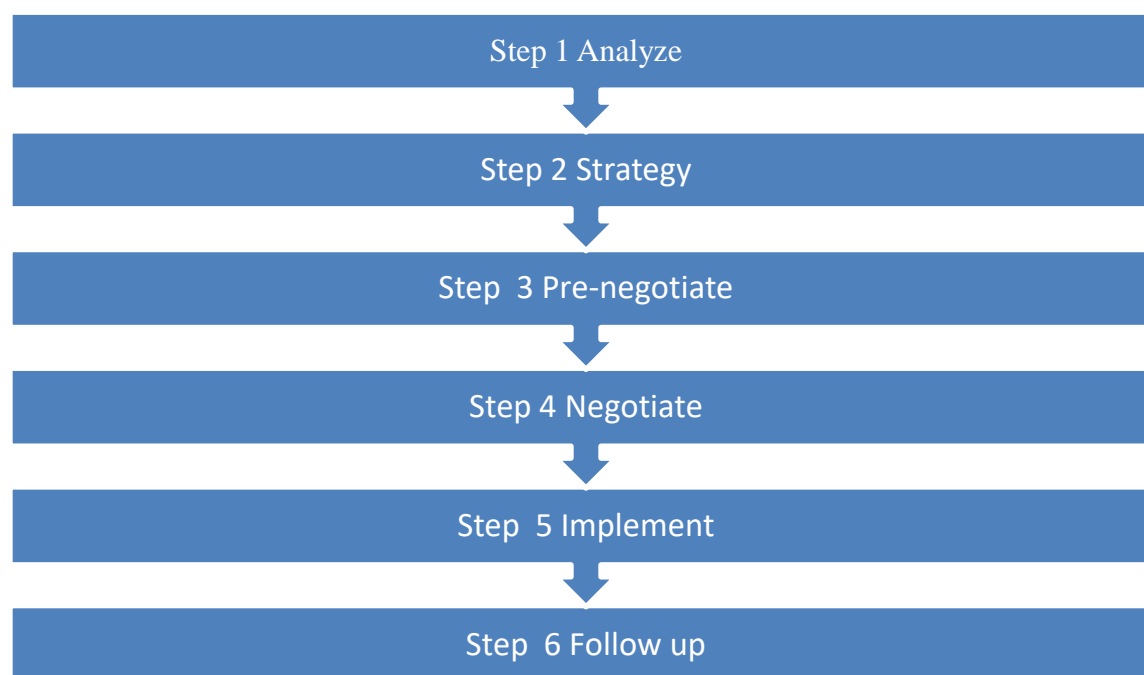 Step 1 Analyze
Step 2 Strategy
Step  3 Pre-negotiate
Step 4 Negotiate
Step  5 Implement
Step  6 Follow up